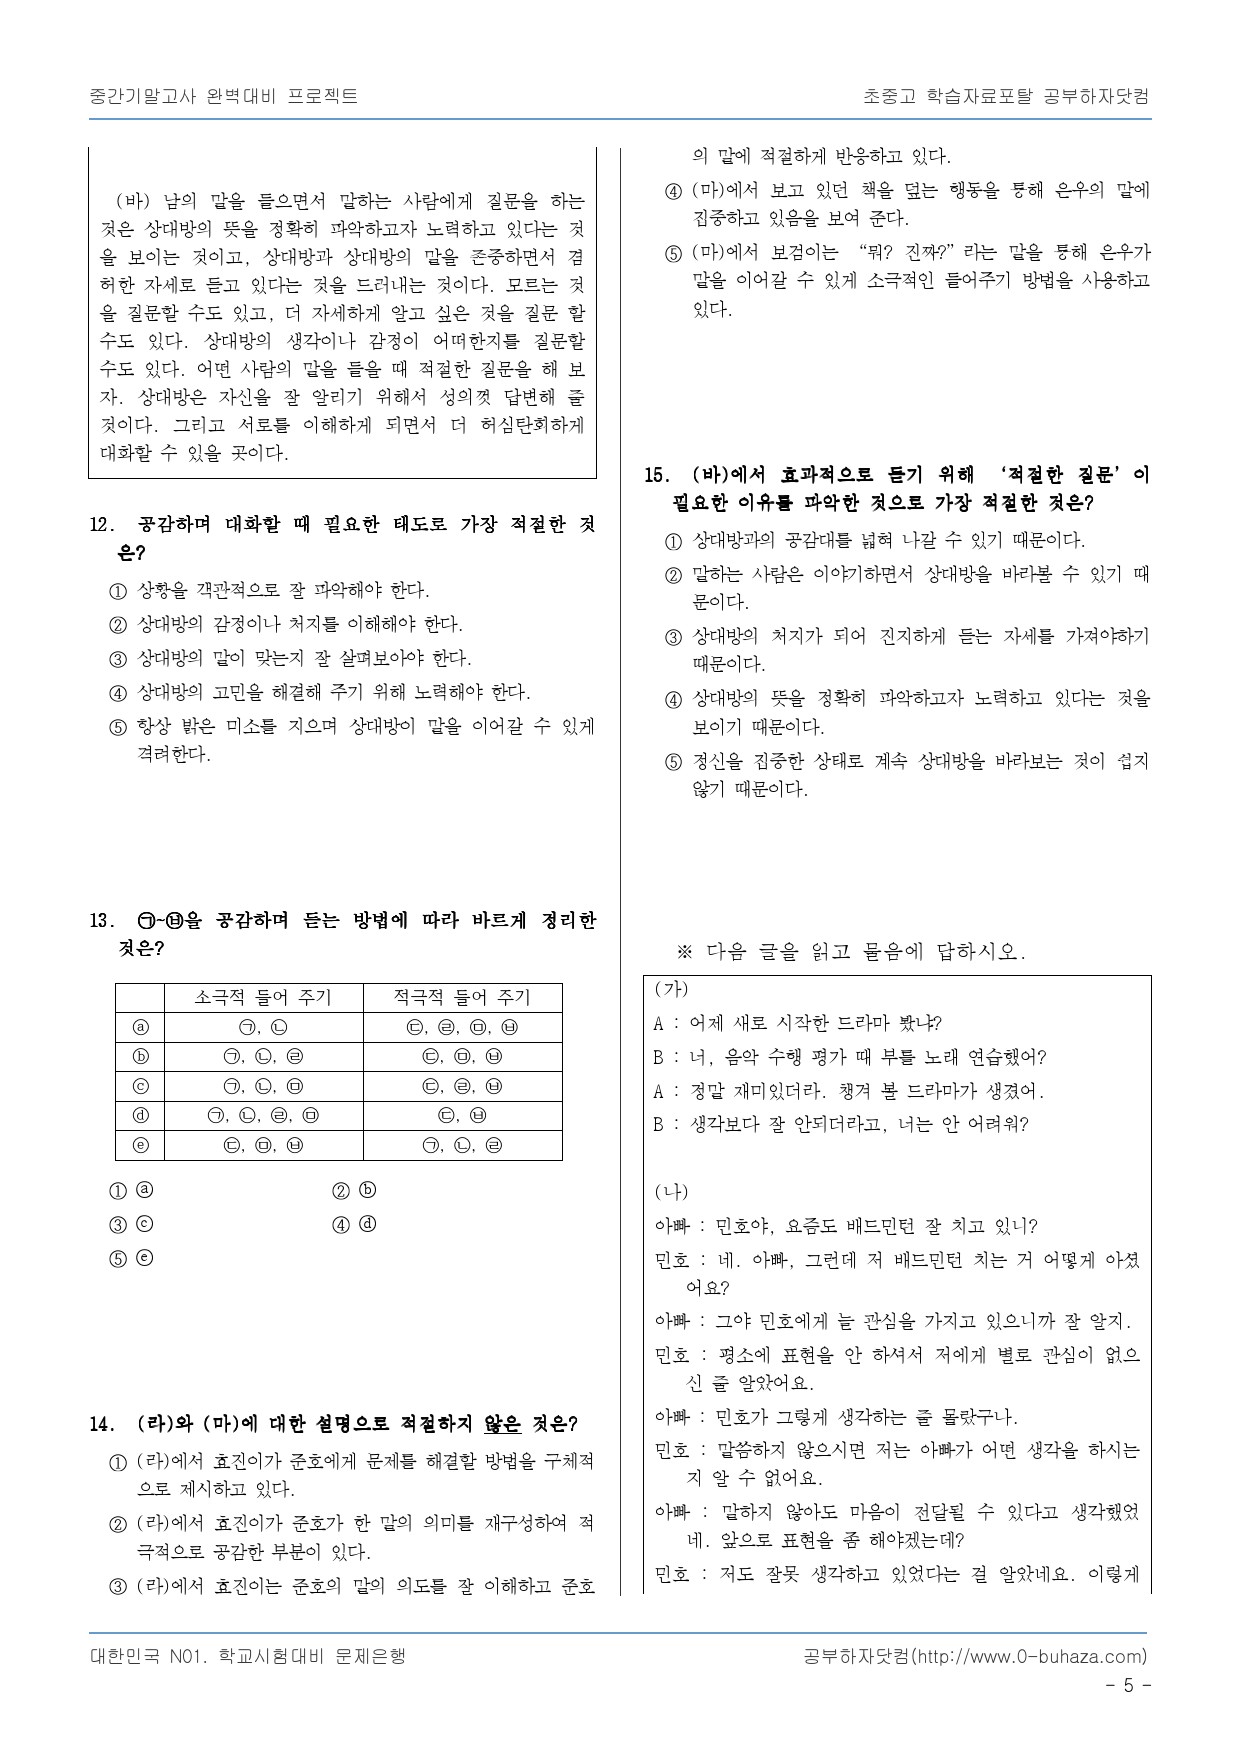 중간기말고사 완벽대비 프로젝트
초중고 학습자료포탈 공부하자닷컴
(바) 남의 말을 들으면서 말하는 사람에게 질문을 하는
것은 상대방의 뜻을 정확히 파악하고자 노력하고 있다는 것
을 보이는 것이고, 상대방과 상대방의 말을 존중하면서 겸
허한 자세로 듣고 있다는 것을 드러내는 것이다. 모르는 것
을 질문할 수도 있고, 더 자세하게 알고 싶은 것을 질문 할
수도 있다. 상대방의 생각이나 감정이 어떠한지를 질문할
수도 있다. 어떤 사람의 말을 들을 때 적절한 질문을 해 보
자. 상대방은 자신을 잘 알리기 위해서 성의껏 답변해 줄
것이다. 그리고 서로를 이해하게 되면서 더 허심탄회하게
대화할 수 있을 곳이다.
12. 공감하며 대화할 때 필요한 태도로 가장 적절한 것
은?
① 상황을 객관적으로 잘 파악해야 한다.
② 상대방의 감정이나 처지를 이해해야 한다.
③ 상대방의 말이 맞는지 잘 살펴보아야 한다.
④ 상대방의 고민을 해결해 주기 위해 노력해야 한다.
⑤ 항상 밝은 미소를 지으며 상대방이 말을 이어갈 수 있게
격려한다.
13. ㉠~㉥을 공감하며 듣는 방법에 따라 바르게 정리한
것은?
소극적 들어 주기 적극적 들어 주기
ⓐ ㉠, ㉡ ㉢, ㉣, ㉤, ㉥
ⓑ ㉠, ㉡, ㉣ ㉢, ㉤, ㉥
ⓒ ㉠, ㉡, ㉤ ㉢, ㉣, ㉥
ⓓ ㉠, ㉡, ㉣, ㉤ ㉢, ㉥
ⓔ ㉢, ㉤, ㉥ ㉠, ㉡, ㉣
① ⓐ ② ⓑ
③ ⓒ ④ ⓓ
⑤ ⓔ
14. (라)와 (마)에 대한 설명으로 적절하지 않은 것은?
① (라)에서 효진이가 준호에게 문제를 해결할 방법을 구체적
으로 제시하고 있다.
② (라)에서 효진이가 준호가 한 말의 의미를 재구성하여 적
극적으로 공감한 부분이 있다.
③ (라)에서 효진이는 준호의 말의 의도를 잘 이해하고 준호
의 말에 적절하게 반응하고 있다.
④ (마)에서 보고 있던 책을 덮는 행동을 통해 은우의 말에
집중하고 있음을 보여 준다.
⑤ (마)에서 보검이는 “뭐? 진짜?”라는 말을 통해 은우가
말을 이어갈 수 있게 소극적인 들어주기 방법을 사용하고
있다.
15. (바)에서 효과적으로 듣기 위해 ‘적절한 질문’이
필요한 이유를 파악한 것으로 가장 적절한 것은?
① 상대방과의 공감대를 넓혀 나갈 수 있기 때문이다.
② 말하는 사람은 이야기하면서 상대방을 바라볼 수 있기 때
문이다.
③ 상대방의 처지가 되어 진지하게 듣는 자세를 가져야하기
때문이다.
④ 상대방의 뜻을 정확히 파악하고자 노력하고 있다는 것을
보이기 때문이다.
⑤ 정신을 집중한 상태로 계속 상대방을 바라보는 것이 쉽지
않기 때문이다.
※ 다음 글을 읽고 물음에 답하시오.
(가)
A : 어제 새로 시작한 드라마 봤냐?
B : 너, 음악 수행 평가 때 부를 노래 연습했어?
A : 정말 재미있더라. 챙겨 볼 드라마가 생겼어.
B : 생각보다 잘 안되더라고, 너는 안 어려워?
(나)
아빠 : 민호야, 요즘도 배드민턴 잘 치고 있니?
민호 : 네. 아빠, 그런데 저 배드민턴 치는 거 어떻게 아셨
어요?
아빠 : 그야 민호에게 늘 관심을 가지고 있으니까 잘 알지.
민호 : 평소에 표현을 안 하셔서 저에게 별로 관심이 없으
신 줄 알았어요.
아빠 : 민호가 그렇게 생각하는 줄 몰랐구나.
민호 : 말씀하지 않으시면 저는 아빠가 어떤 생각을 하시는
지 알 수 없어요.
아빠 : 말하지 않아도 마음이 전달될 수 있다고 생각했었
네. 앞으로 표현을 좀 해야겠는데?
민호 : 저도 잘못 생각하고 있었다는 걸 알았네요. 이렇게
대한민국 N01. 학교시험대비 문제은행
공부하자닷컴(http://www.0-buhaza.com)
- 5 -